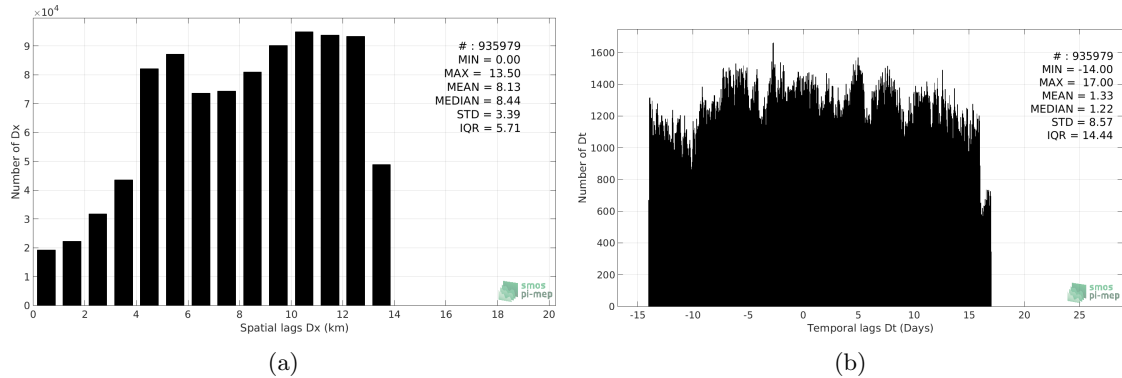 ×10⁴
9
8
7
6
5
4
3
2
1
0
Number of Dx
# : 935979
MIN = 0.00
MAX = 13.50
MEAN = 8.13
MEDIAN = 8.44
STD = 3.39
IQR = 5.71
smos
pi-mep
0 2 4 6 8 10 12 14 16 18 20
Spatial lags Dx (km)
(a)
1600
1400
1200
1000
800
600
400
200
0
Number of Dt
# : 935979
MIN = -14.00
MAX = 17.00
MEAN = 1.33
MEDIAN = 1.22
STD = 8.57
IQR = 14.44
smos
pi-mep
-15 -10 -5 0 5 10 15 20 25
Temporal lags Dt (Days)
(b)